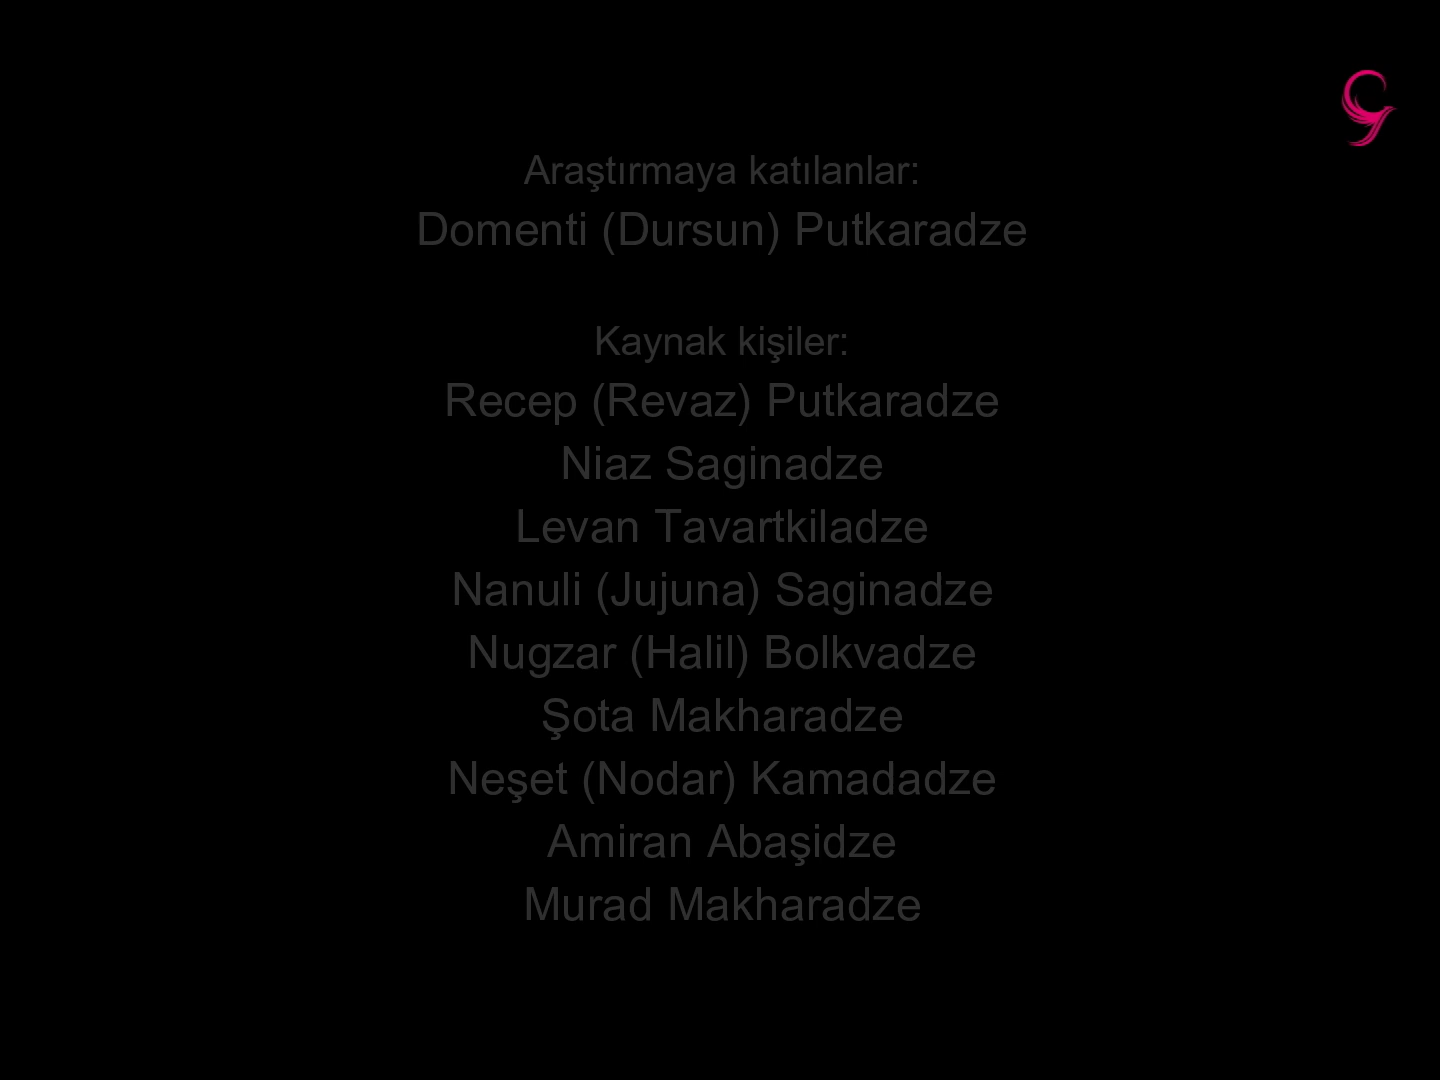 Araştırmaya katılanlar:
Domenti (Dursun) Putkaradze
Kaynak kişiler:
Recep (Revaz) Putkaradze
Niaz Saginadze
Levan Tavartkiladze
Nanuli (Jujuna) Saginadze
Nugzar (Halil) Bolkvadze
Şota Makharadze
Neşet (Nodar) Kamadadze
Amiran Abaşidze
Murad Makharadze